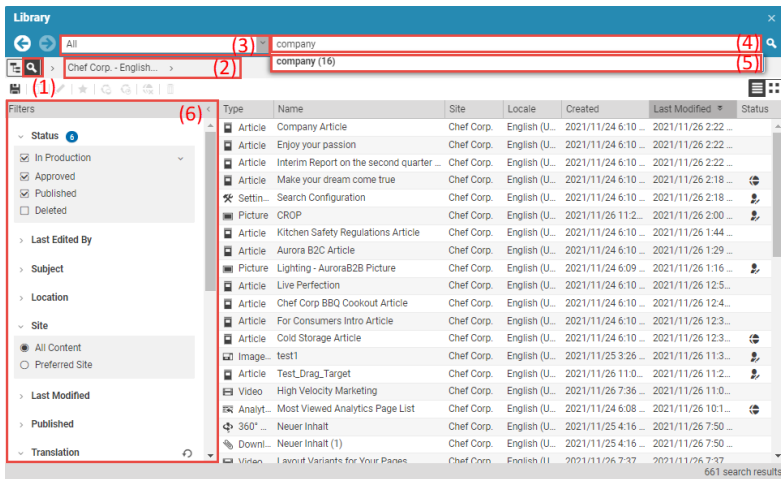 Library
All (3) company (4)
Chef Corp. - English... (2) company (16) (5)
(1)
Filters (6) Type Name Site Locale Created Last Modified Status
Status 6
In Production
Approved
Published
Deleted
Last Edited By
Subject
Location
Site
All Content
Preferred Site
Last Modified
Published
Translation
Article Company Article Chef Corp. English (U... 2021/11/24 6:10 ... 2021/11/26 2:22 ...
Article Enjoy your passion Chef Corp. English (U... 2021/11/24 6:10 ... 2021/11/26 2:22 ...
Article Interim Report on the second quarter ... Chef Corp. English (U... 2021/11/24 6:10 ... 2021/11/26 2:22 ...
Article Make your dream come true Chef Corp. English (U... 2021/11/24 6:10 ... 2021/11/26 2:18 ...
Settin... Search Configuration Chef Corp. English (U... 2021/11/24 6:10 ... 2021/11/26 2:18 ...
Picture CROP Chef Corp. English (U... 2021/11/26 11:2... 2021/11/26 2:00 ...
Article Kitchen Safety Regulations Article Chef Corp. English (U... 2021/11/24 6:10 ... 2021/11/26 1:44 ...
Article Aurora B2C Article Chef Corp. English (U... 2021/11/24 6:10 ... 2021/11/26 1:29 ...
Picture Lighting - AuroraB2B Picture Chef Corp. English (U... 2021/11/24 6:09 ... 2021/11/26 1:16 ...
Article Live Perfection Chef Corp. English (U... 2021/11/24 6:10 ... 2021/11/26 12:5...
Article Chef Corp BBQ Cookout Article Chef Corp. English (U... 2021/11/24 6:10 ... 2021/11/26 12:4...
Article For Consumers Intro Article Chef Corp. English (U... 2021/11/24 6:10 ... 2021/11/26 12:3...
Article Cold Storage Article Chef Corp. English (U... 2021/11/24 6:10 ... 2021/11/26 12:3...
Image... test1 Chef Corp. English (U... 2021/11/25 3:26 ... 2021/11/26 11:3...
Article Test_Drag_Target Chef Corp. English (U... 2021/11/26 11:0... 2021/11/26 11:2...
Video High Velocity Marketing Chef Corp. English (U... 2021/11/26 7:36 ... 2021/11/26 11:0...
Analyt... Most Viewed Analytics Page List Chef Corp. English (U... 2021/11/24 6:08 ... 2021/11/26 10:1...
360° ... Neuer Inhalt Chef Corp. English (U... 2021/11/25 4:16 ... 2021/11/26 7:50 ...
Downl... Neuer Inhalt (1) Chef Corp. English (U... 2021/11/25 4:16 ... 2021/11/26 7:50 ...
Video Layout Variants for Your Pages Chef Corp. English (U... 2021/11/26 7:37 ... 2021/11/26 7:37 ...
661 search results